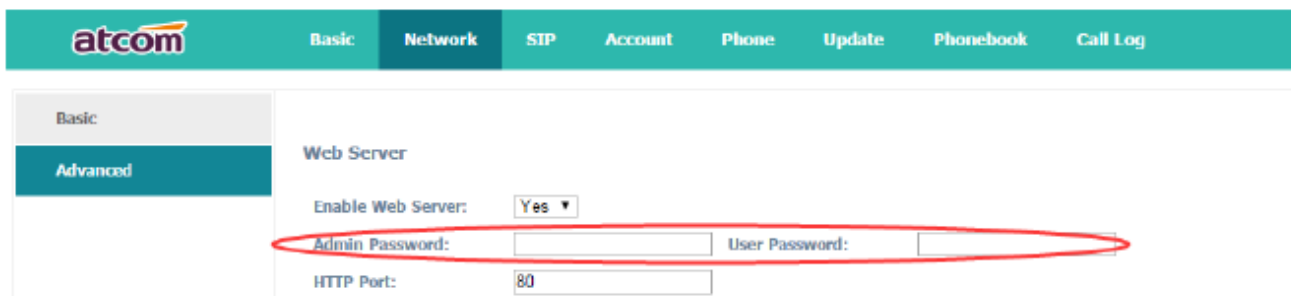 atcom Basic Network SIP Account Phone Update Phonebook Call Log
Basic
Advanced
Web Server
Enable Web Server: Yes
Admin Password: User Password:
HTTP Port: 80